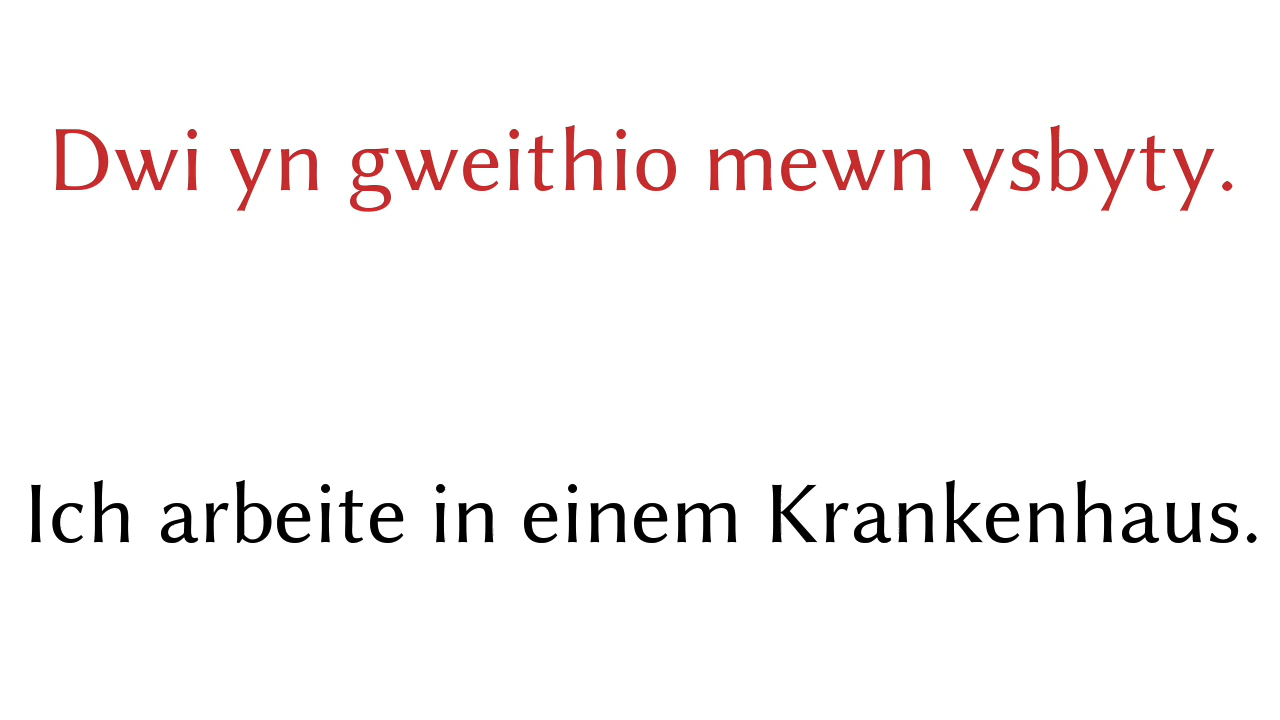 Dwi yn gweithio mewn ysbyty.
Ich arbeite in einem Krankenhaus.